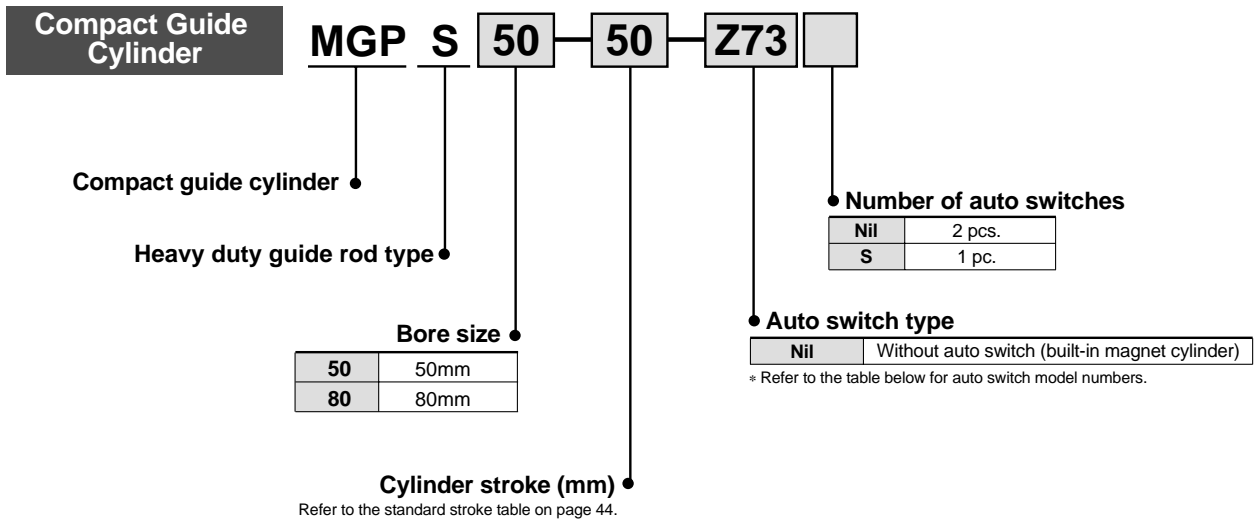 Compact Guide
Cylinder
MGP S 50 50 Z73
Compact guide cylinder
Heavy duty guide rod type
Number of auto switches
Nil 2 pcs.
S 1 pc.
Bore size
50 50mm
80 80mm
Auto switch type
Nil Without auto switch (built-in magnet cylinder)
∗ Refer to the table below for auto switch model numbers.
Cylinder stroke (mm)
Refer to the standard stroke table on page 44.